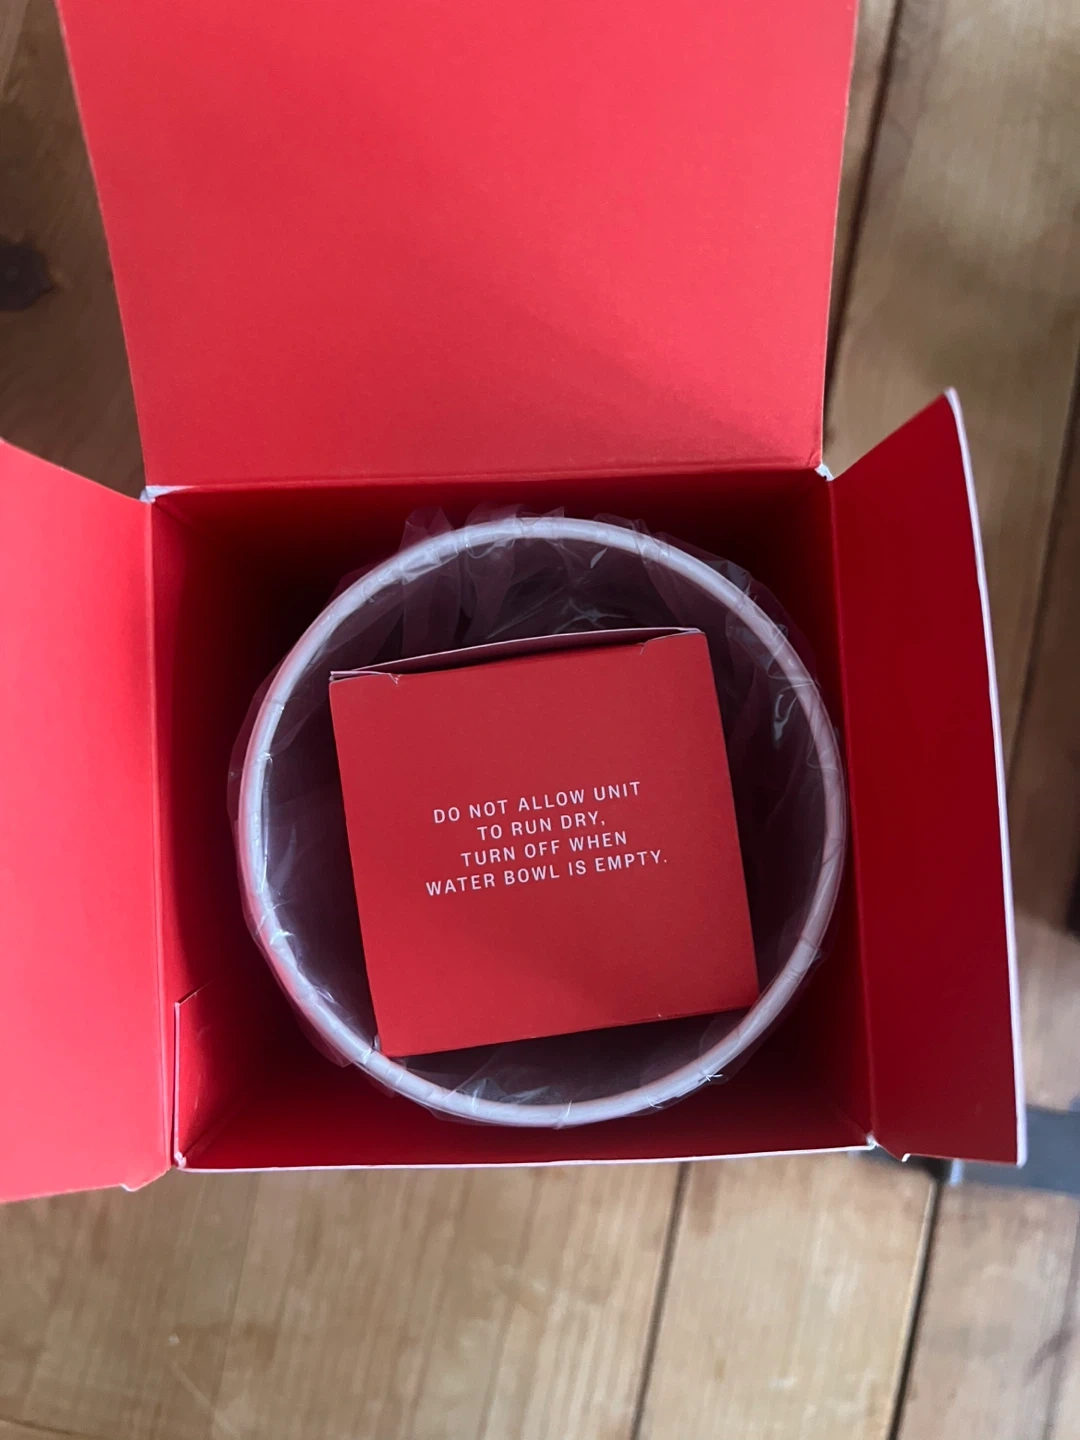 DO NOT ALLOW UNIT
TO RUN DRY,
TURN OFF WHEN
WATER BOWL IS EMPTY.